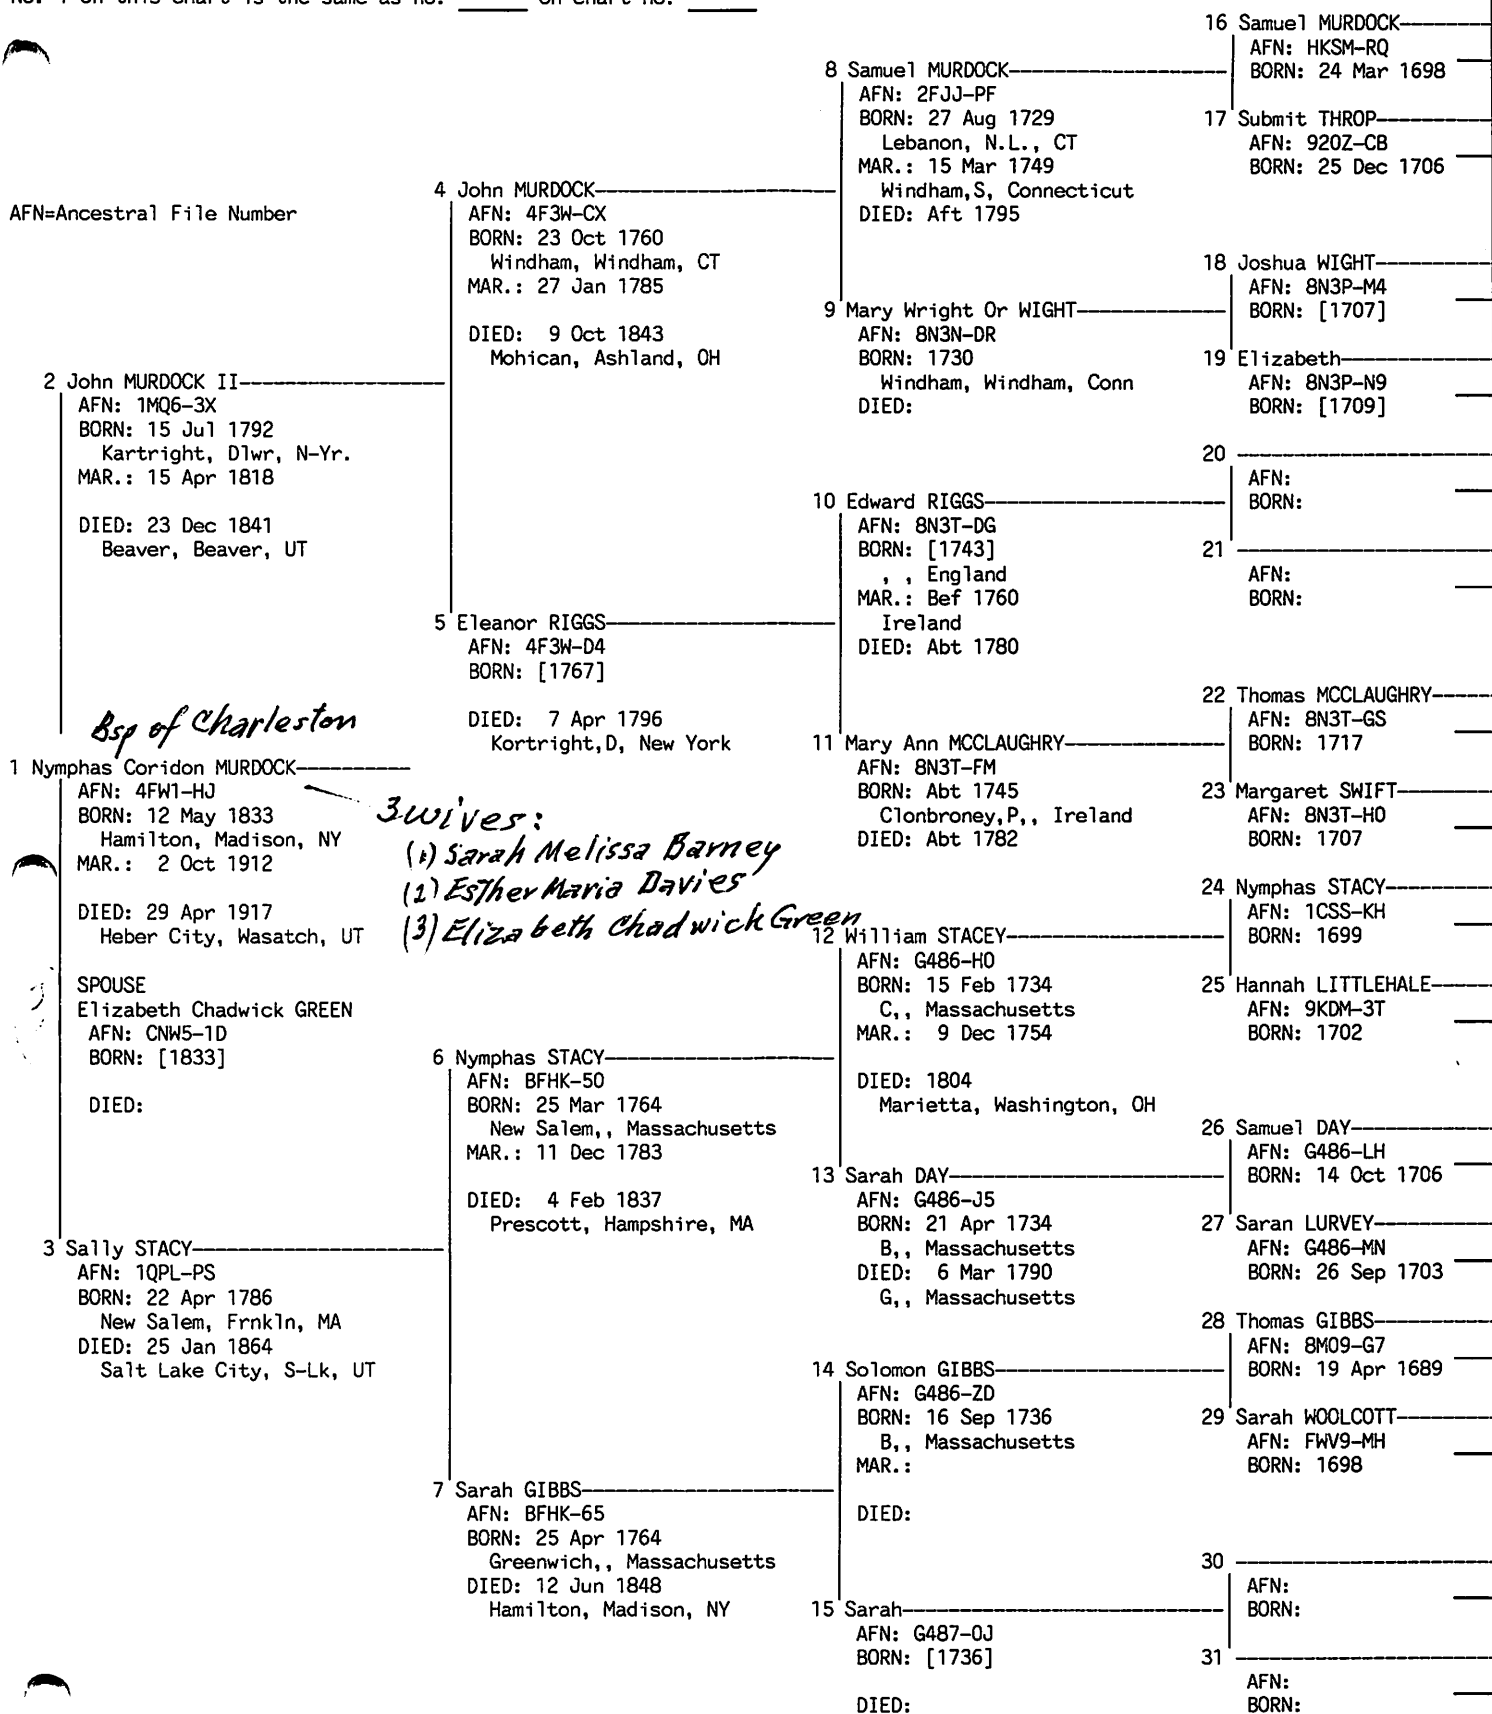 No. 1 on this chart is the same as no. _____ on chart no. _____
16 Samuel MURDOCK
AFN: HKSM-RQ
BORN: 24 Mar 1698
8 Samuel MURDOCK
AFN: 2FJJ-PF
BORN: 27 Aug 1729
Lebanon, N.L., CT
MAR.: 15 Mar 1749
Windham,S, Connecticut
DIED: Aft 1795
17 Submit THROP
AFN: 920Z-CB
BORN: 25 Dec 1706
4 John MURDOCK
AFN: 4F3W-CX
BORN: 23 Oct 1760
Windham, Windham, CT
MAR.: 27 Jan 1785
DIED: 9 Oct 1843
Mohican, Ashland, OH
AFN=Ancestral File Number
18 Joshua WIGHT
AFN: 8N3P-M4
BORN: [1707]
9 Mary Wright Or WIGHT
AFN: 8N3N-DR
BORN: 1730
Windham, Windham, Conn
DIED:
19 Elizabeth
AFN: 8N3P-N9
BORN: [1709]
2 John MURDOCK II
AFN: 1MQ6-3X
BORN: 15 Jul 1792
Kartright, Dlwr, N-Yr.
MAR.: 15 Apr 1818
DIED: 23 Dec 1841
Beaver, Beaver, UT
20
AFN:
BORN:
10 Edward RIGGS
AFN: 8N3T-DG
BORN: [1743]
, , England
MAR.: Bef 1760
Ireland
DIED: Abt 1780
21
AFN:
BORN:
5 Eleanor RIGGS
AFN: 4F3W-D4
BORN: [1767]
DIED: 7 Apr 1796
Kortright,D, New York
22 Thomas MCCLAUGHRY
AFN: 8N3T-GS
BORN: 1717
11 Mary Ann MCCLAUGHRY
AFN: 8N3T-FM
BORN: Abt 1745
Clonbroney,P,, Ireland
DIED: Abt 1782
23 Margaret SWIFT
AFN: 8N3T-H0
BORN: 1707
Bsp of Charleston
1 Nymphas Coridon MURDOCK
AFN: 4FW1-HJ
BORN: 12 May 1833
Hamilton, Madison, NY
MAR.: 2 Oct 1912
DIED: 29 Apr 1917
Heber City, Wasatch, UT
3 wives:
(1) Sarah Melissa Barney
(2) Esther Maria Davies
(3) Elizabeth Chadwick Green
SPOUSE
Elizabeth Chadwick GREEN
AFN: CNW5-1D
BORN: [1833]
DIED:
24 Nymphas STACY
AFN: 1CSS-KH
BORN: 1699
12 William STACEY
AFN: G486-H0
BORN: 15 Feb 1734
C,, Massachusetts
MAR.: 9 Dec 1754
DIED: 1804
Marietta, Washington, OH
25 Hannah LITTLEHALE
AFN: 9KDM-3T
BORN: 1702
6 Nymphas STACY
AFN: BFHK-50
BORN: 25 Mar 1764
New Salem,, Massachusetts
MAR.: 11 Dec 1783
DIED: 4 Feb 1837
Prescott, Hampshire, MA
26 Samuel DAY
AFN: G486-LH
BORN: 14 Oct 1706
13 Sarah DAY
AFN: G486-J5
BORN: 21 Apr 1734
B,, Massachusetts
DIED: 6 Mar 1790
G,, Massachusetts
27 Saran LURVEY
AFN: G486-MN
BORN: 26 Sep 1703
3 Sally STACY
AFN: 1QPL-PS
BORN: 22 Apr 1786
New Salem, Frnkln, MA
DIED: 25 Jan 1864
Salt Lake City, S-Lk, UT
28 Thomas GIBBS
AFN: 8M09-G7
BORN: 19 Apr 1689
14 Solomon GIBBS
AFN: G486-ZD
BORN: 16 Sep 1736
B,, Massachusetts
MAR.:
DIED:
29 Sarah WOOLCOTT
AFN: FWV9-MH
BORN: 1698
7 Sarah GIBBS
AFN: BFHK-65
BORN: 25 Apr 1764
Greenwich,, Massachusetts
DIED: 12 Jun 1848
Hamilton, Madison, NY
30
AFN:
BORN:
15 Sarah
AFN: G487-0J
BORN: [1736]
DIED:
31
AFN:
BORN: